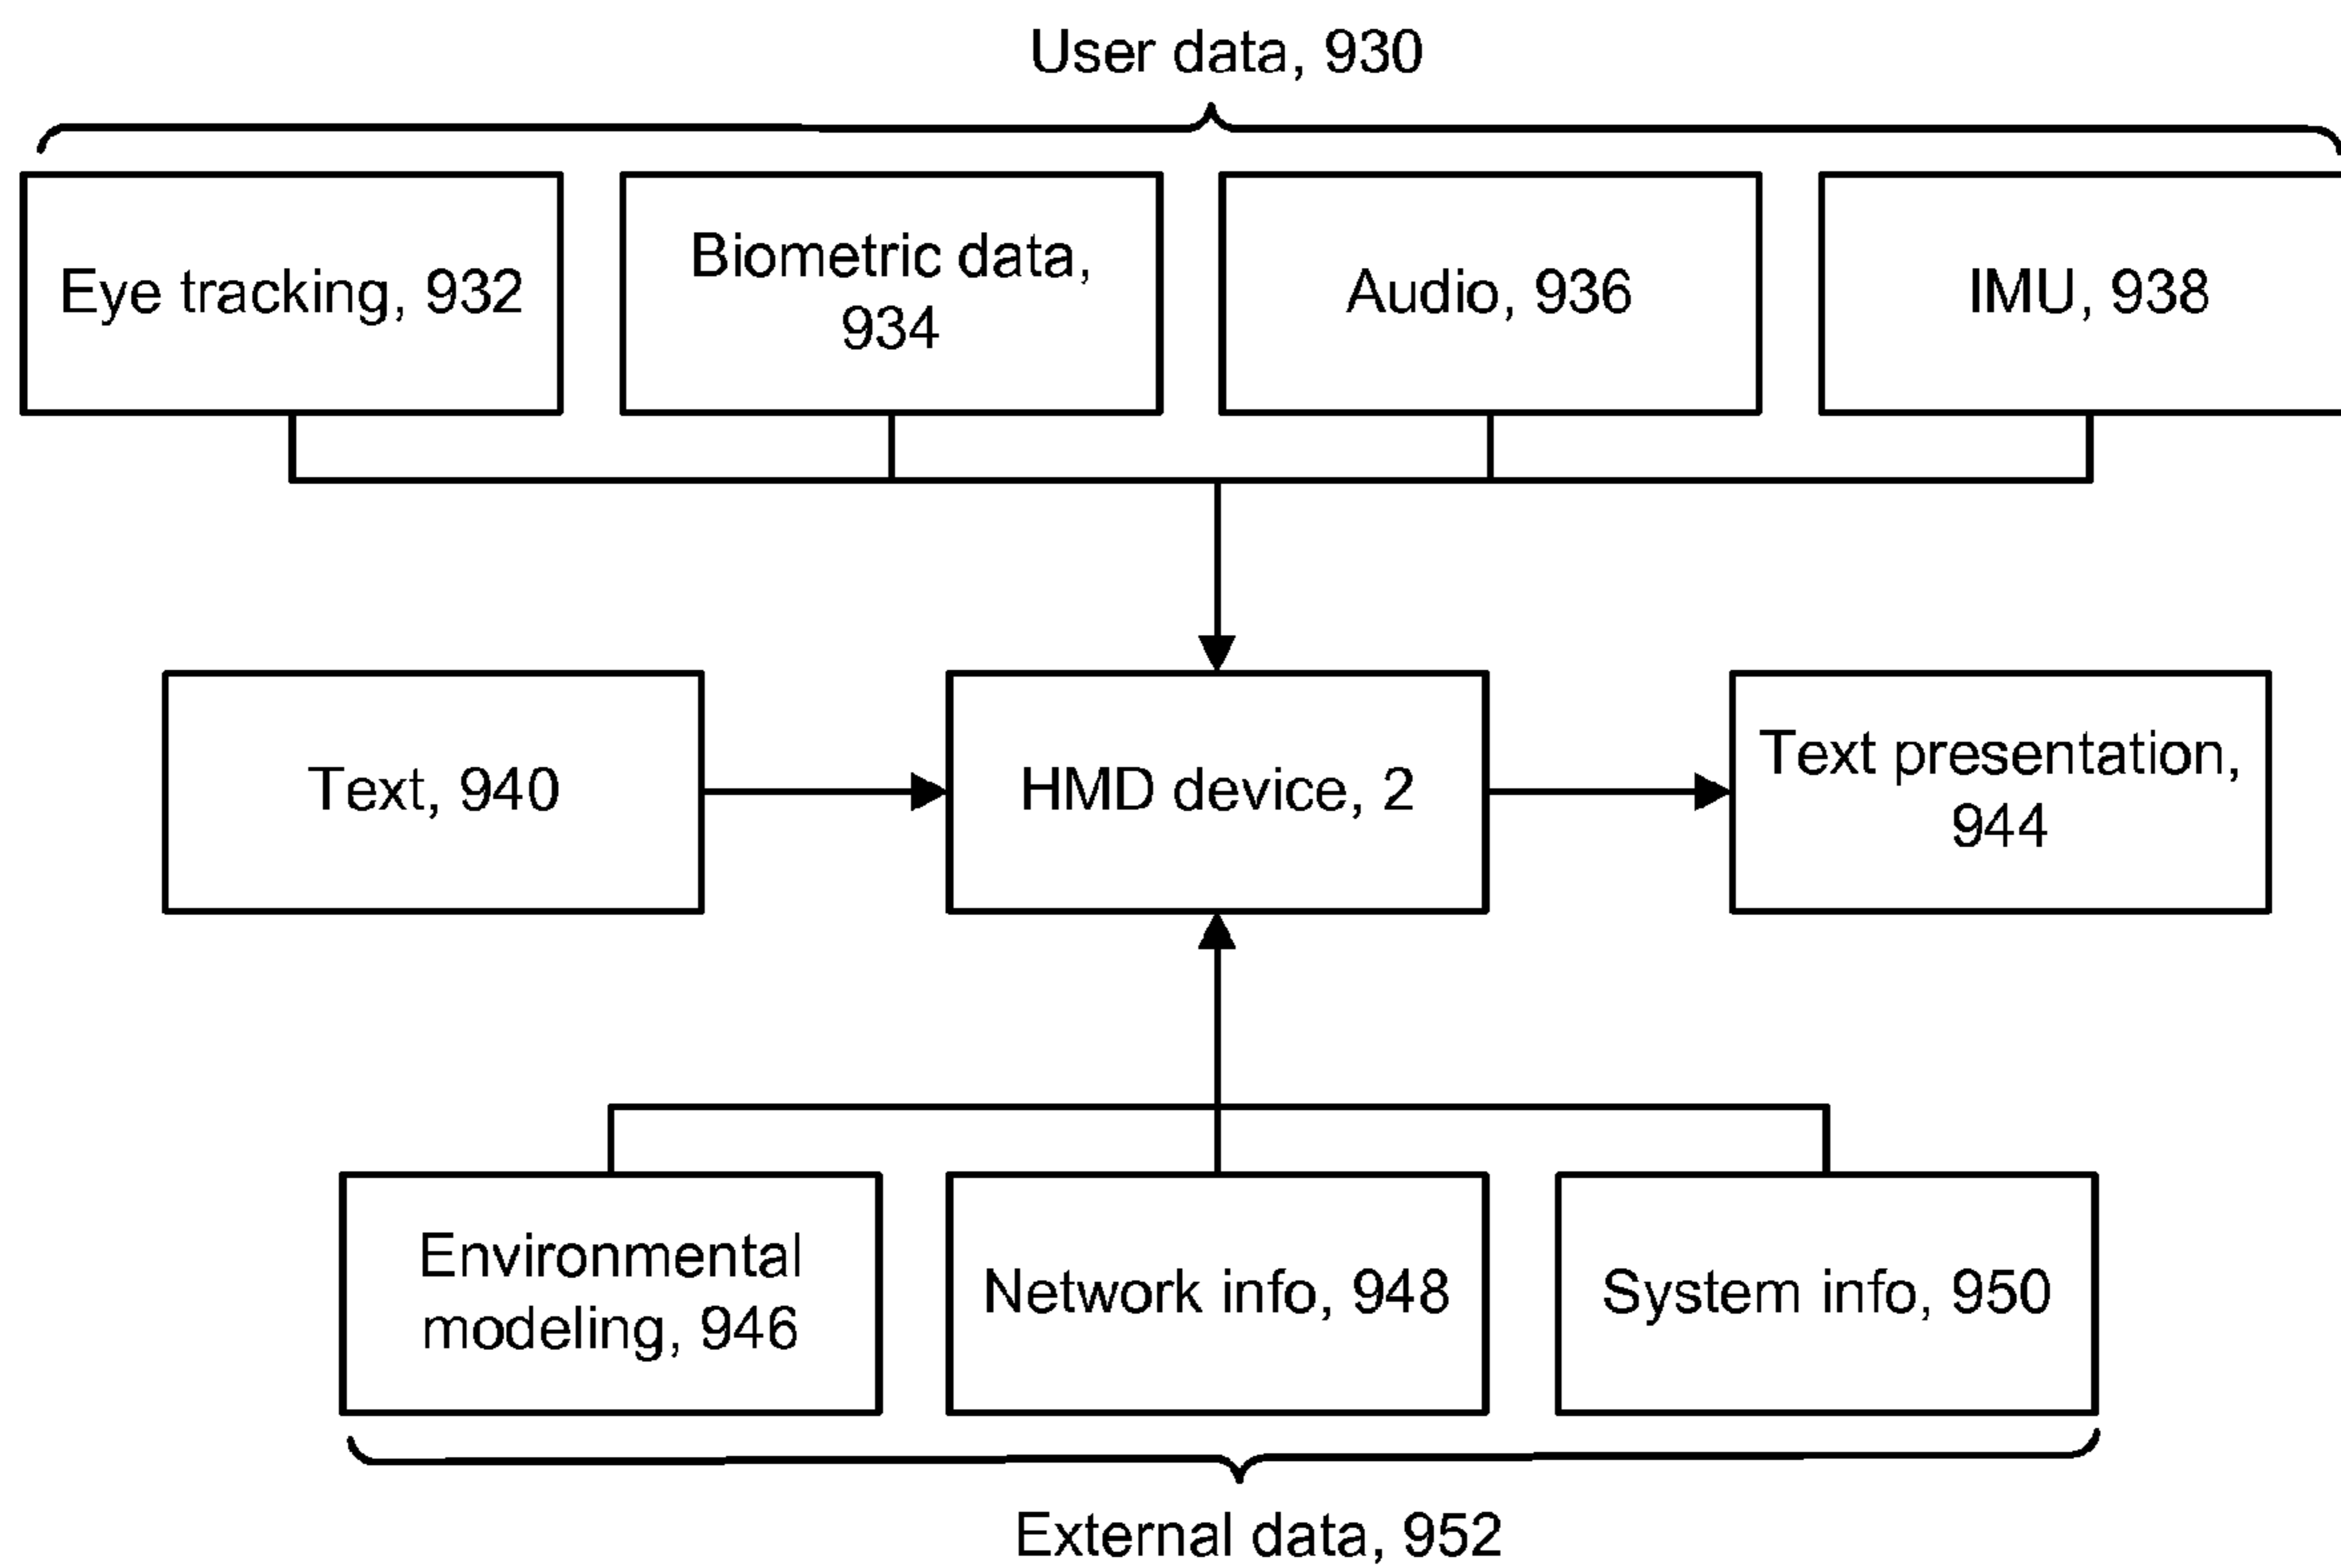 User data, 930
Eye tracking, 932
Biometric data,
934
Audio, 936
IMU, 938
Text, 940
HMD device, 2
Text presentation,
944
Environmental
modeling, 946
Network info, 948
System info, 950
External data, 952